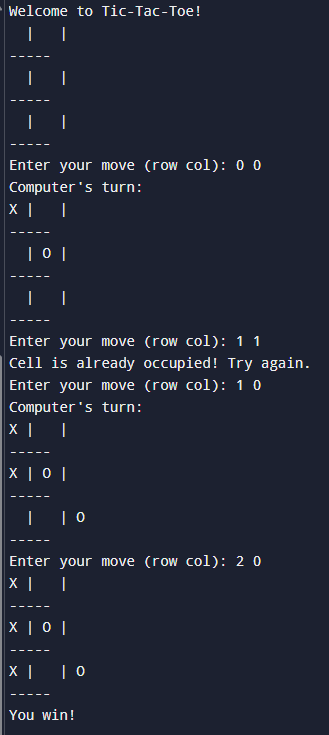 Welcome to Tic-Tac-Toe!
  |   |  
-----
  |   |  
-----
  |   |  
-----
Enter your move (row col): 0 0
Computer's turn:
X |   |  
-----
  | O |  
-----
  |   |  
-----
Enter your move (row col): 1 1
Cell is already occupied! Try again.
Enter your move (row col): 1 0
Computer's turn:
X |   |  
-----
X | O |  
-----
  |   | O
-----
Enter your move (row col): 2 0
X |   |  
-----
X | O |  
-----
X |   | O
-----
You win!